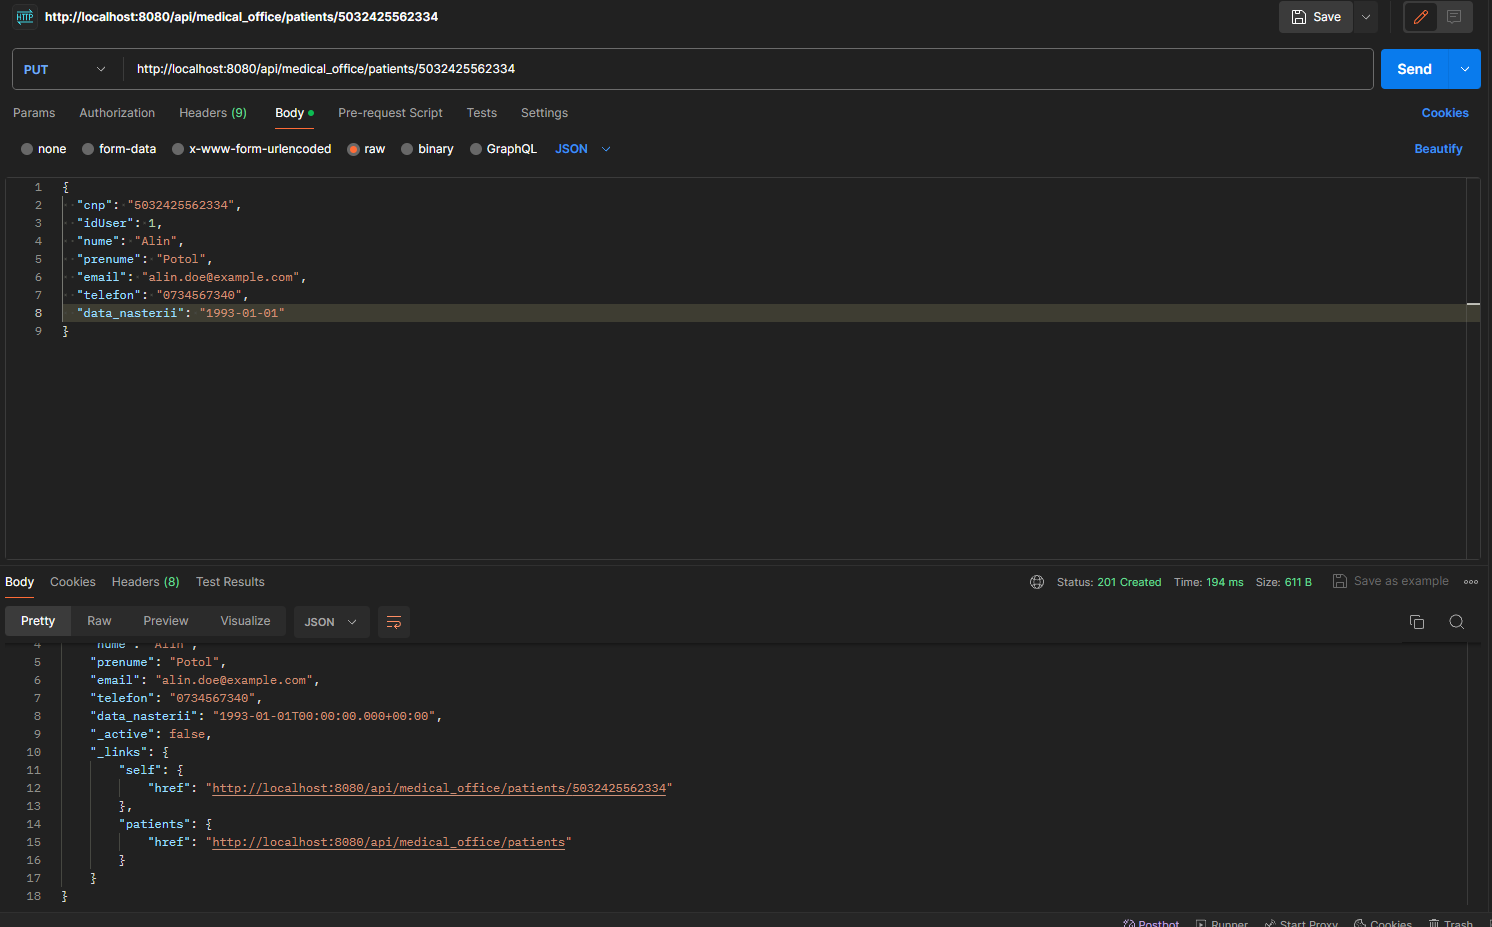 HTTP http://localhost:8080/api/medical_office/patients/5032425562334 Save
PUT http://localhost:8080/api/medical_office/patients/5032425562334 Send
Params Authorization Headers (9) Body Pre-request Script Tests Settings Cookies
none form-data x-www-form-urlencoded raw binary GraphQL JSON Beautify
1 {
2 "cnp": "5032425562334",
3 "idUser": 1,
4 "nume": "Alin",
5 "prenume": "Potol",
6 "email": "alin.doe@example.com",
7 "telefon": "0734567340",
8 "data_nasterii": "1993-01-01"
9 }
Body Cookies Headers (8) Test Results Status: 201 Created Time: 194 ms Size: 611 B Save as example
Pretty Raw Preview Visualize JSON
4 "nume": "Alin",
5 "prenume": "Potol",
6 "email": "alin.doe@example.com",
7 "telefon": "0734567340",
8 "data_nasterii": "1993-01-01T00:00:00.000+00:00",
9 "_active": false,
10 "_links": {
11 "self": {
12 "href": "http://localhost:8080/api/medical_office/patients/5032425562334"
13 },
14 "patients": {
15 "href": "http://localhost:8080/api/medical_office/patients"
16 }
17 }
18 }
Postbot Runner Start Proxy Cookies Trash